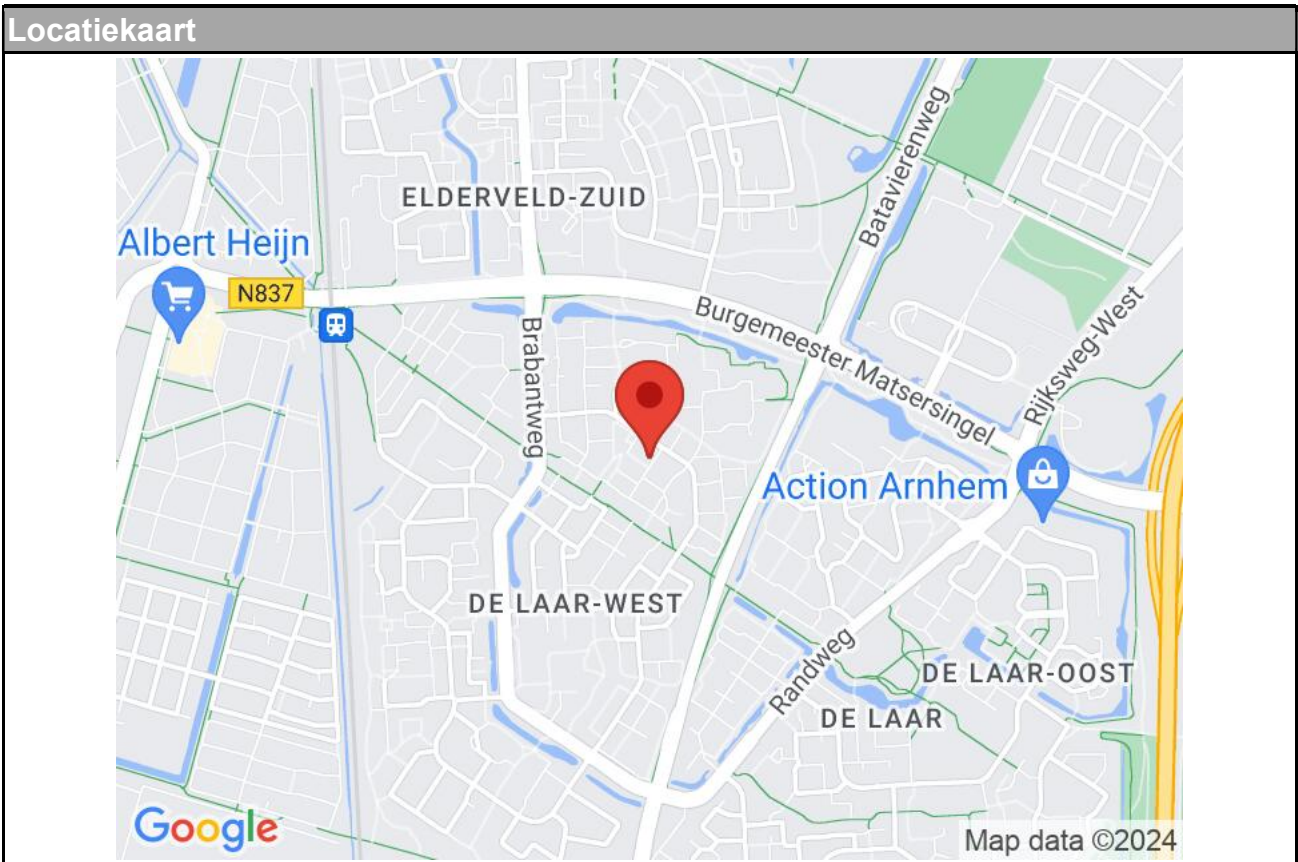 Locatiekaart
ELDERVELD-ZUID
Batavierenweg
Albert Heijn
N837
Brabantweg
Burgemeester Matsersingel
Rijksweg-West
Action Arnhem
DE LAAR-WEST
Randweg
DE LAAR-OOST
DE LAAR
Google
Map data ©2024